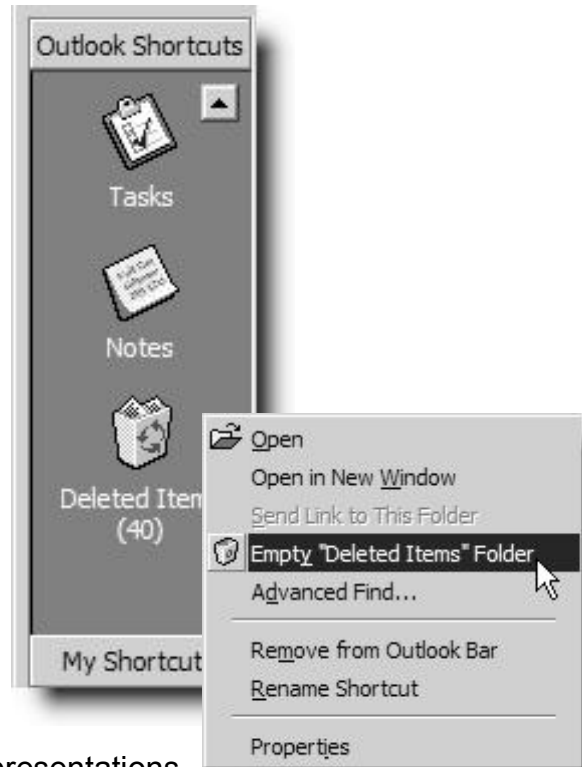 Outlook Shortcuts
Tasks
Notes
Deleted Item
(40)
My Shortcut
Open
Open in New Window
Send Link to This Folder
Empty "Deleted Items" Folder
Advanced Find...
Remove from Outlook Bar
Rename Shortcut
Properties